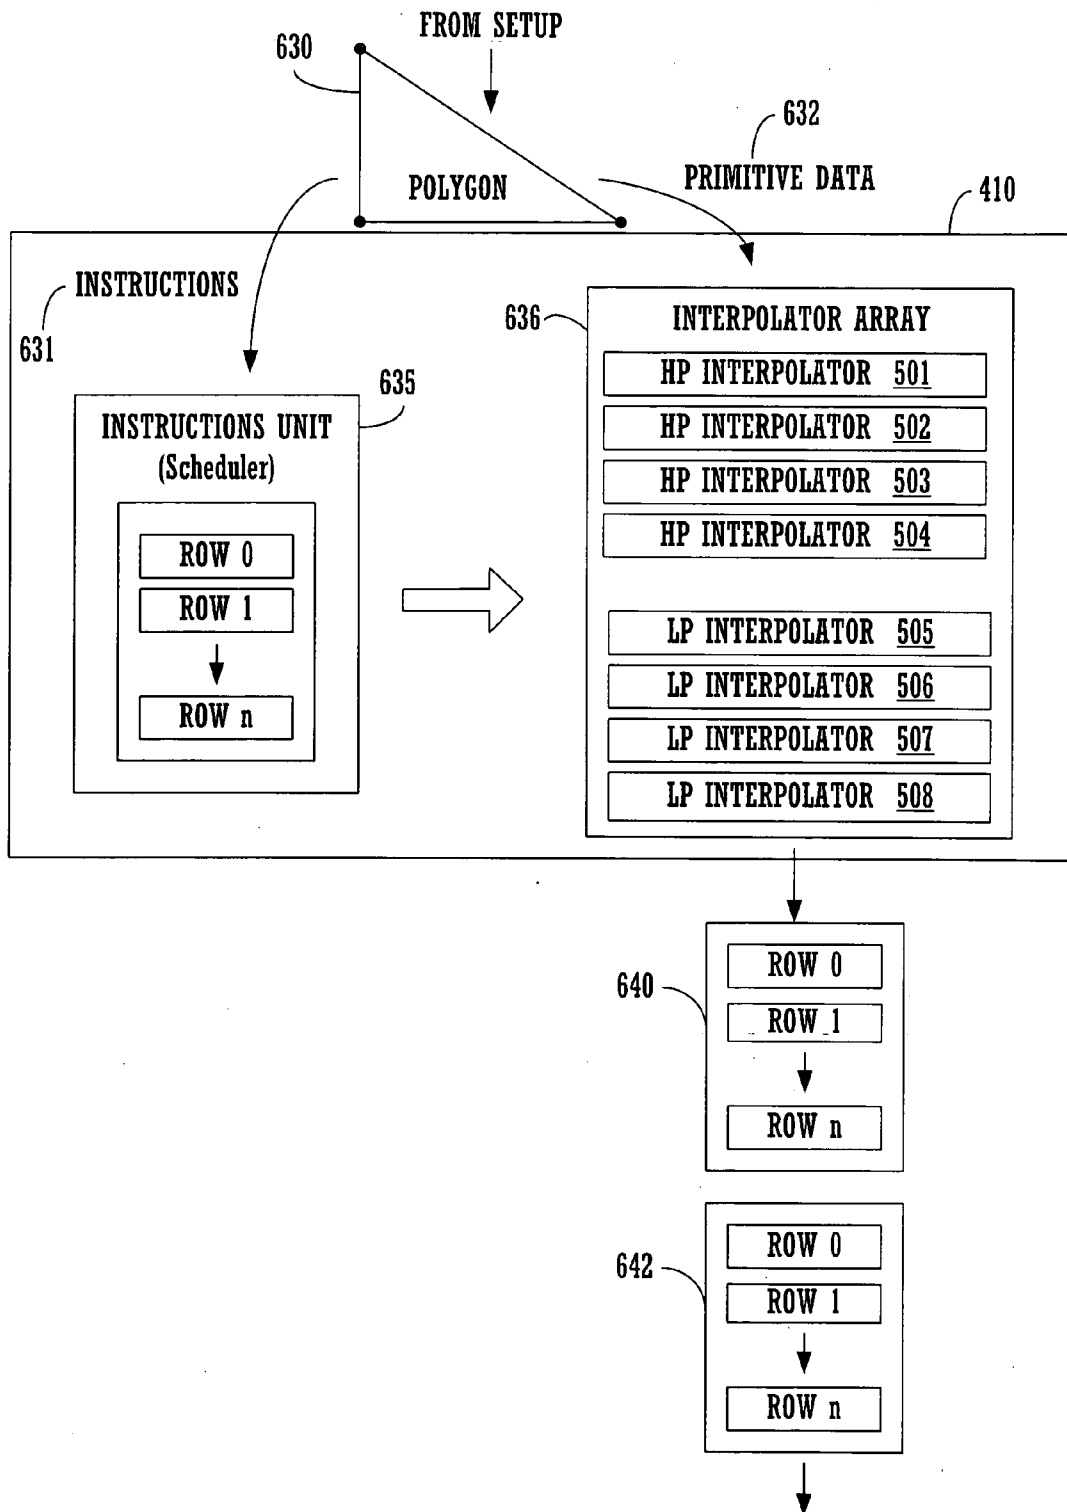 FROM SETUP
630
632
POLYGON
PRIMITIVE DATA
410
INSTRUCTIONS
631
636
INTERPOLATOR ARRAY
HP INTERPOLATOR 501
HP INTERPOLATOR 502
HP INTERPOLATOR 503
HP INTERPOLATOR 504
LP INTERPOLATOR 505
LP INTERPOLATOR 506
LP INTERPOLATOR 507
LP INTERPOLATOR 508
635
INSTRUCTIONS UNIT
(Scheduler)
ROW 0
ROW 1
ROW n
640
ROW 0
ROW 1
ROW n
642
ROW 0
ROW 1
ROW n